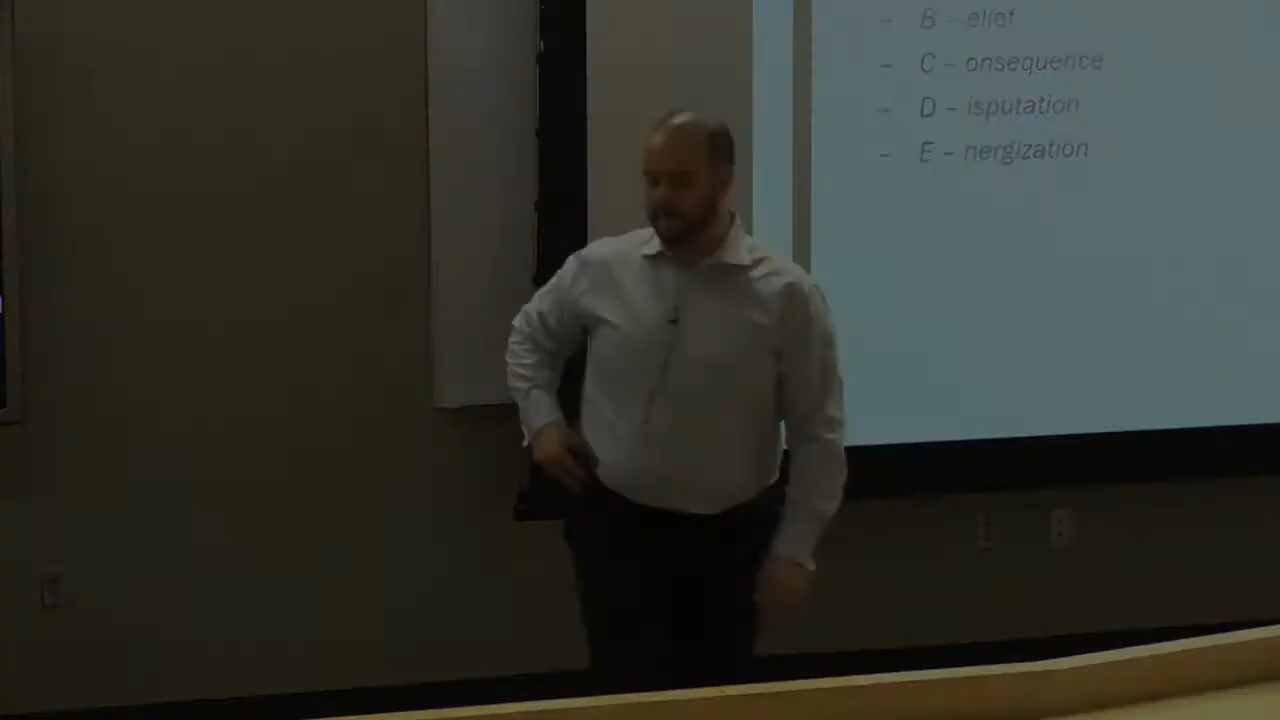 - B - elief
- C - onsequence
- D - isputation
- E - nergization